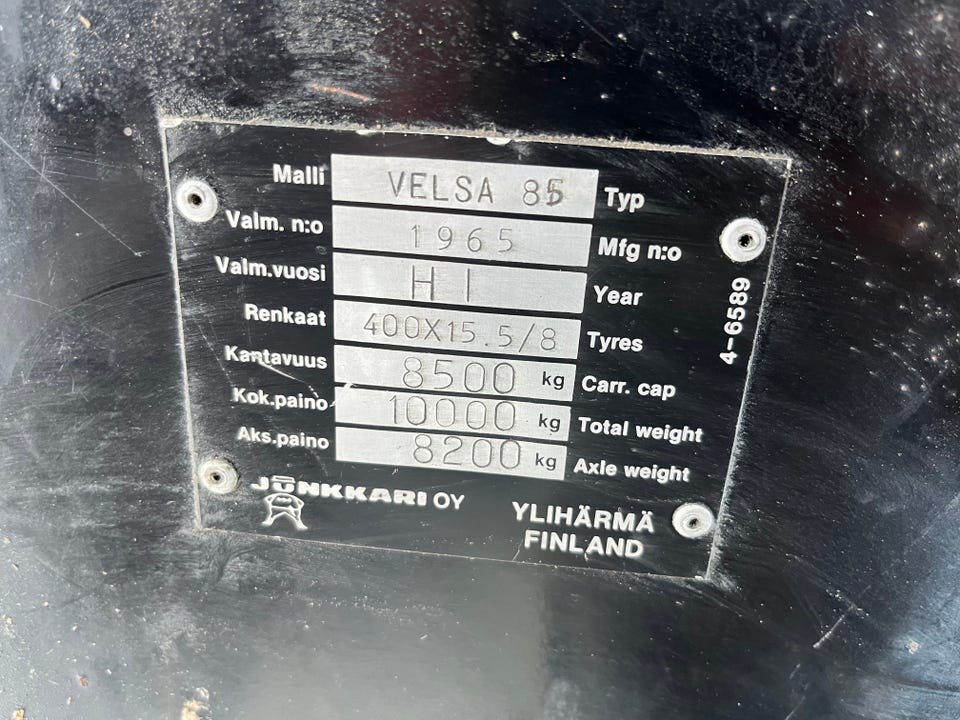 Malli VELSA 85 Typ
Valm. n:o 1965 Mfg n:o
Valm.vuosi H I Year
Renkaat 400X15.5/8 Tyres
Kantavuus 8500 kg Carr. cap
Kok.paino 10000 kg Total weight
Aks.paino 8200 kg Axle weight
JUNKKARI OY
YLIHÄRMÄ
FINLAND
4-6589